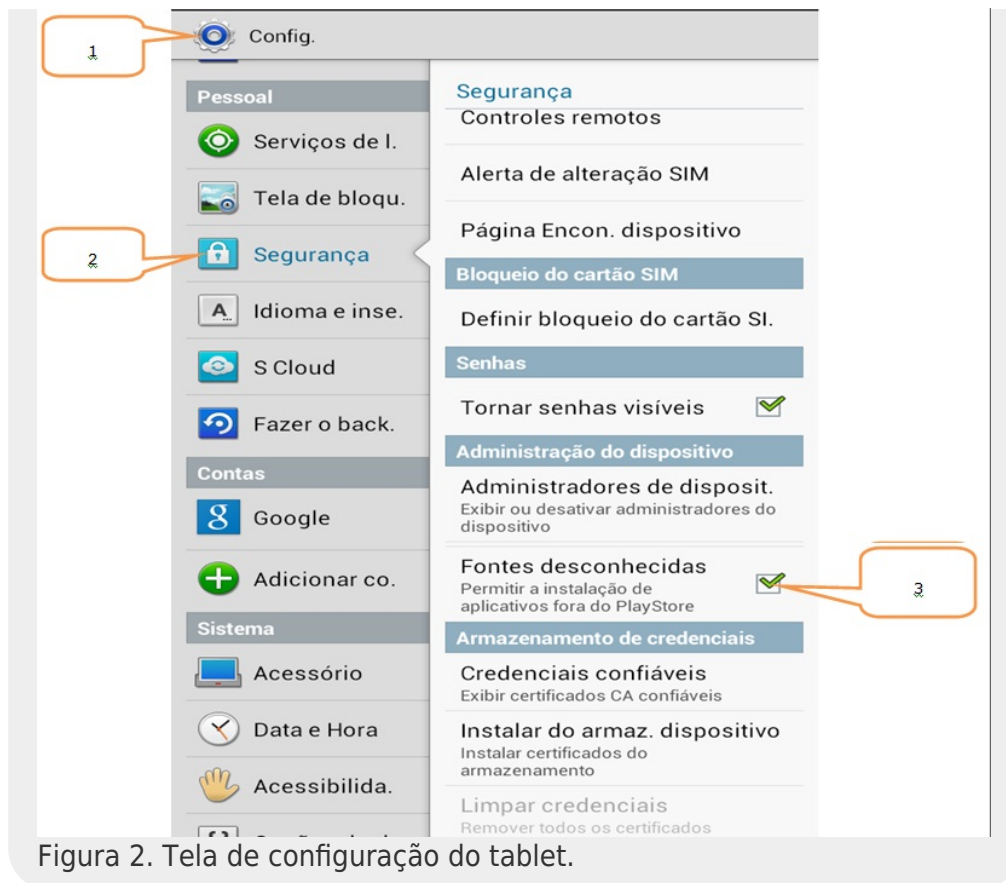 1
Config.
Pessoal
Serviços de l.
Tela de bloqu.
2
Segurança
Idioma e inse.
S Cloud
Fazer o back.
Contas
Google
Adicionar co.
Sistema
Acessório
Data e Hora
Acessibilida.
Segurança
Controles remotos
Alerta de alteração SIM
Página Encon. dispositivo
Bloqueio do cartão SIM
Definir bloqueio do cartão SI.
Senhas
Tornar senhas visíveis
Administração do dispositivo
Administradores de disposit.
Exibir ou desativar administradores do
dispositivo
Fontes desconhecidas
Permitir a instalação de
aplicativos fora do PlayStore
3
Armazenamento de credenciais
Credenciais confiáveis
Exibir certificados CA confiáveis
Instalar do armaz. dispositivo
Instalar certificados do
armazenamento
Limpar credenciais
Remover todos os certificados
Figura 2. Tela de configuração do tablet.